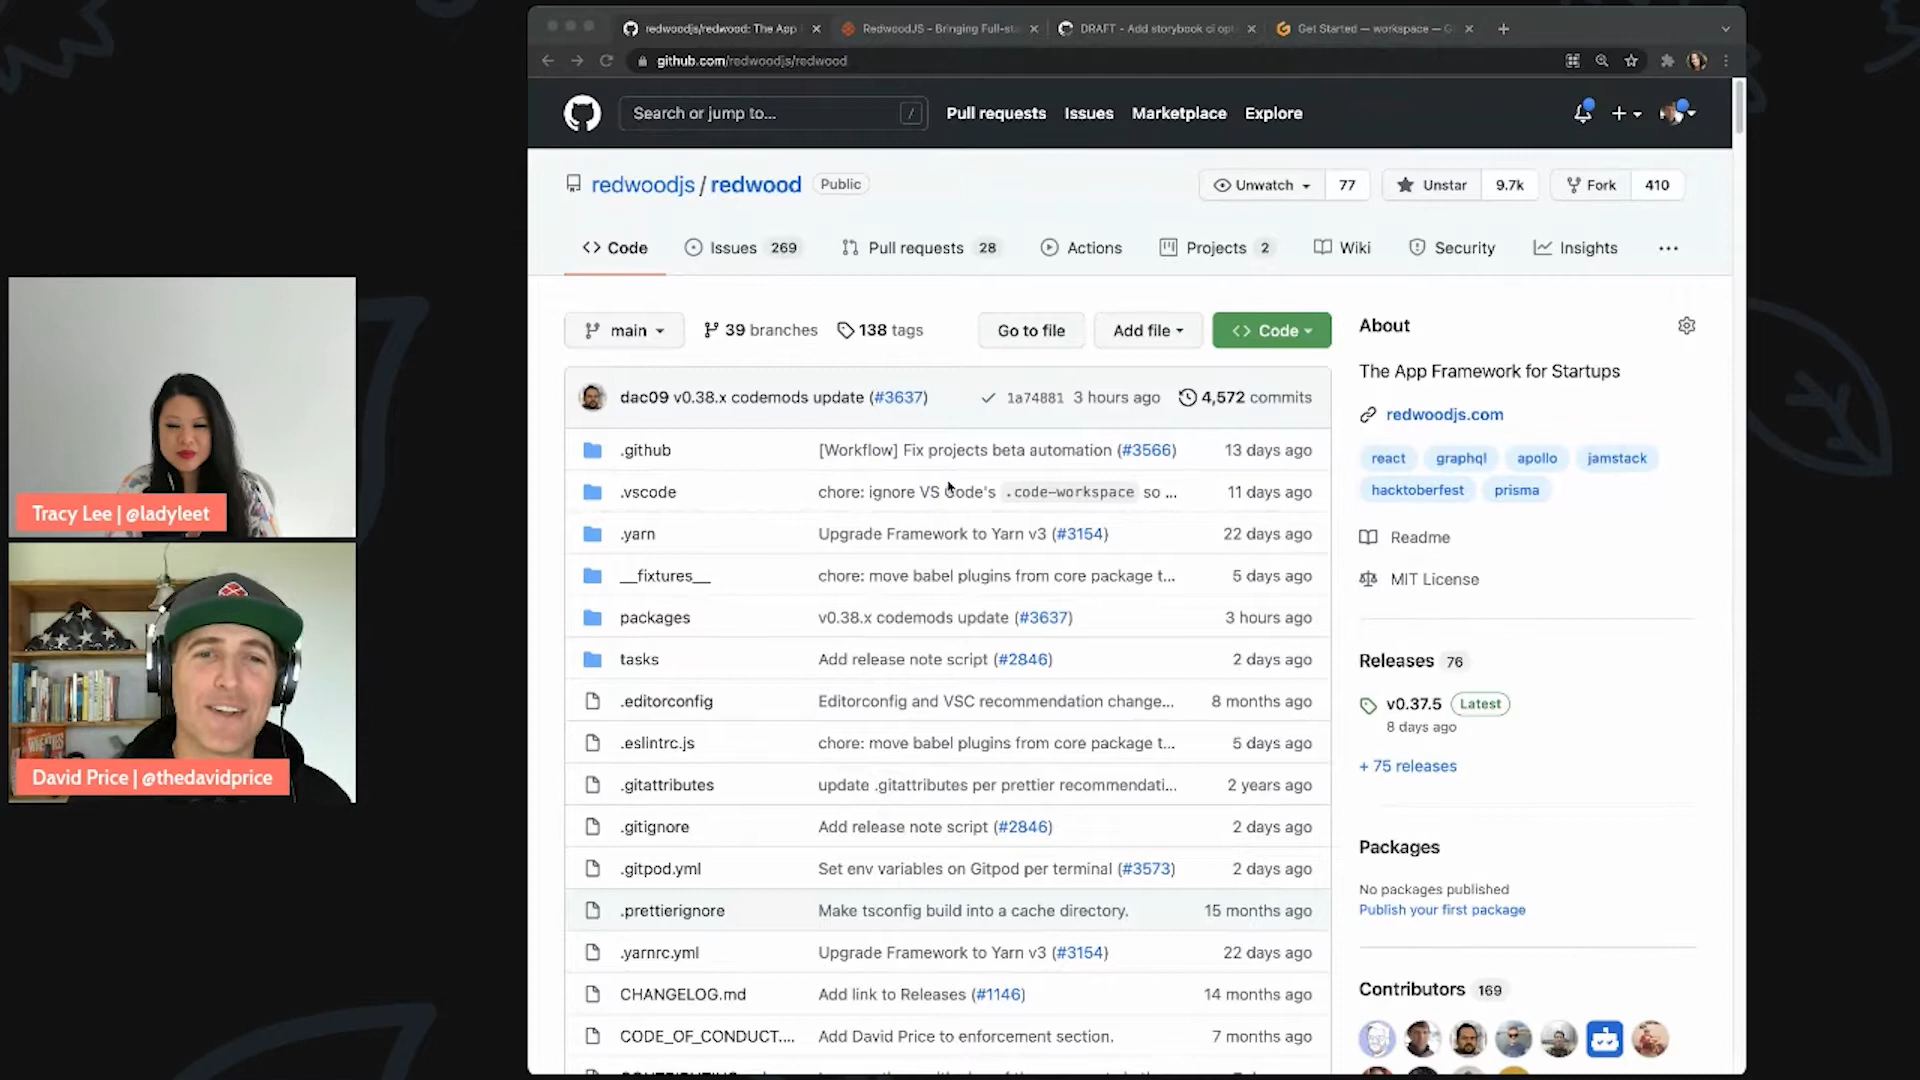 redwoodjs/redwood: The App
RedwoodJS - Bringing Full-sta
DRAFT - Add storybook ci opt
Get Started — workspace — G
github.com/redwoodjs/redwood
Search or jump to... /
Pull requests Issues Marketplace Explore
redwoodjs / redwood Public
Unwatch 77
Unstar 9.7k
Fork 410
Code
Issues 269
Pull requests 28
Actions
Projects 2
Wiki
Security
Insights
main
39 branches
138 tags
Go to file
Add file
Code
dac09 v0.38.x codemods update (#3637) 1a74881 3 hours ago 4,572 commits
.github [Workflow] Fix projects beta automation (#3566) 13 days ago
.vscode chore: ignore VS Code's .code-workspace so ... 11 days ago
.yarn Upgrade Framework to Yarn v3 (#3154) 22 days ago
__fixtures__ chore: move babel plugins from core package t... 5 days ago
packages v0.38.x codemods update (#3637) 3 hours ago
tasks Add release note script (#2846) 2 days ago
.editorconfig Editorconfig and VSC recommendation change... 8 months ago
.eslintrc.js chore: move babel plugins from core package t... 5 days ago
.gitattributes update .gitattributes per prettier recommendati... 2 years ago
.gitignore Add release note script (#2846) 2 days ago
.gitpod.yml Set env variables on Gitpod per terminal (#3573) 2 days ago
.prettierignore Make tsconfig build into a cache directory. 15 months ago
.yarnrc.yml Upgrade Framework to Yarn v3 (#3154) 22 days ago
CHANGELOG.md Add link to Releases (#1146) 14 months ago
CODE_OF_CONDUCT.... Add David Price to enforcement section. 7 months ago
About
The App Framework for Startups
redwoodjs.com
react graphql apollo jamstack
hacktoberfest prisma
Readme
MIT License
Releases 76
v0.37.5 Latest
8 days ago
+ 75 releases
Packages
No packages published
Publish your first package
Contributors 169
Tracy Lee | @ladyleet
David Price | @thedavidprice